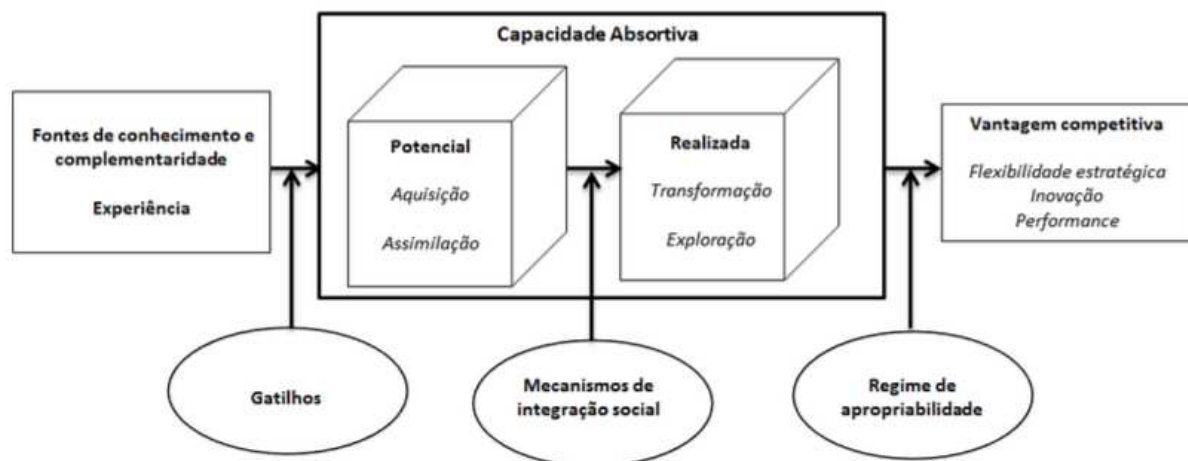 Capacidade Absortiva
Fontes de conhecimento e
complementaridade
Experiência
Potencial
Aquisição
Assimilação
Realizada
Transformação
Exploração
Vantagem competitiva
Flexibilidade estratégica
Inovação
Performance
Gatilhos
Mecanismos de
integração social
Regime de
apropriabilidade